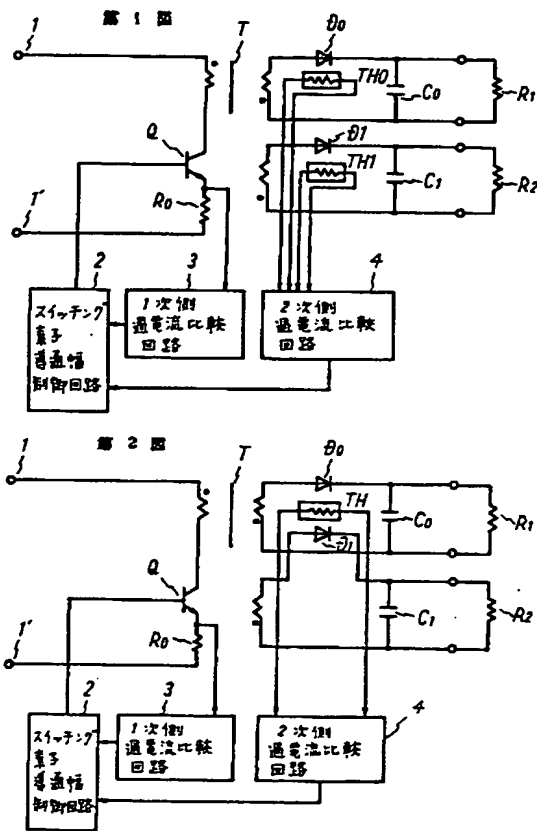 第1図
1
T
Q
R0
1'
2
スイッチング
素子
導通幅
制御回路
3
1次側
過電流比較
回路
4
2次側
過電流比較
回路
D0
TH0
C0
R1
D1
TH1
C1
R2
第2図
1
T
Q
R0
1'
2
スイッチング
素子
導通幅
制御回路
3
1次側
過電流比較
回路
4
2次側
過電流比較
回路
D0
TH
C0
R1
D1
C1
R2